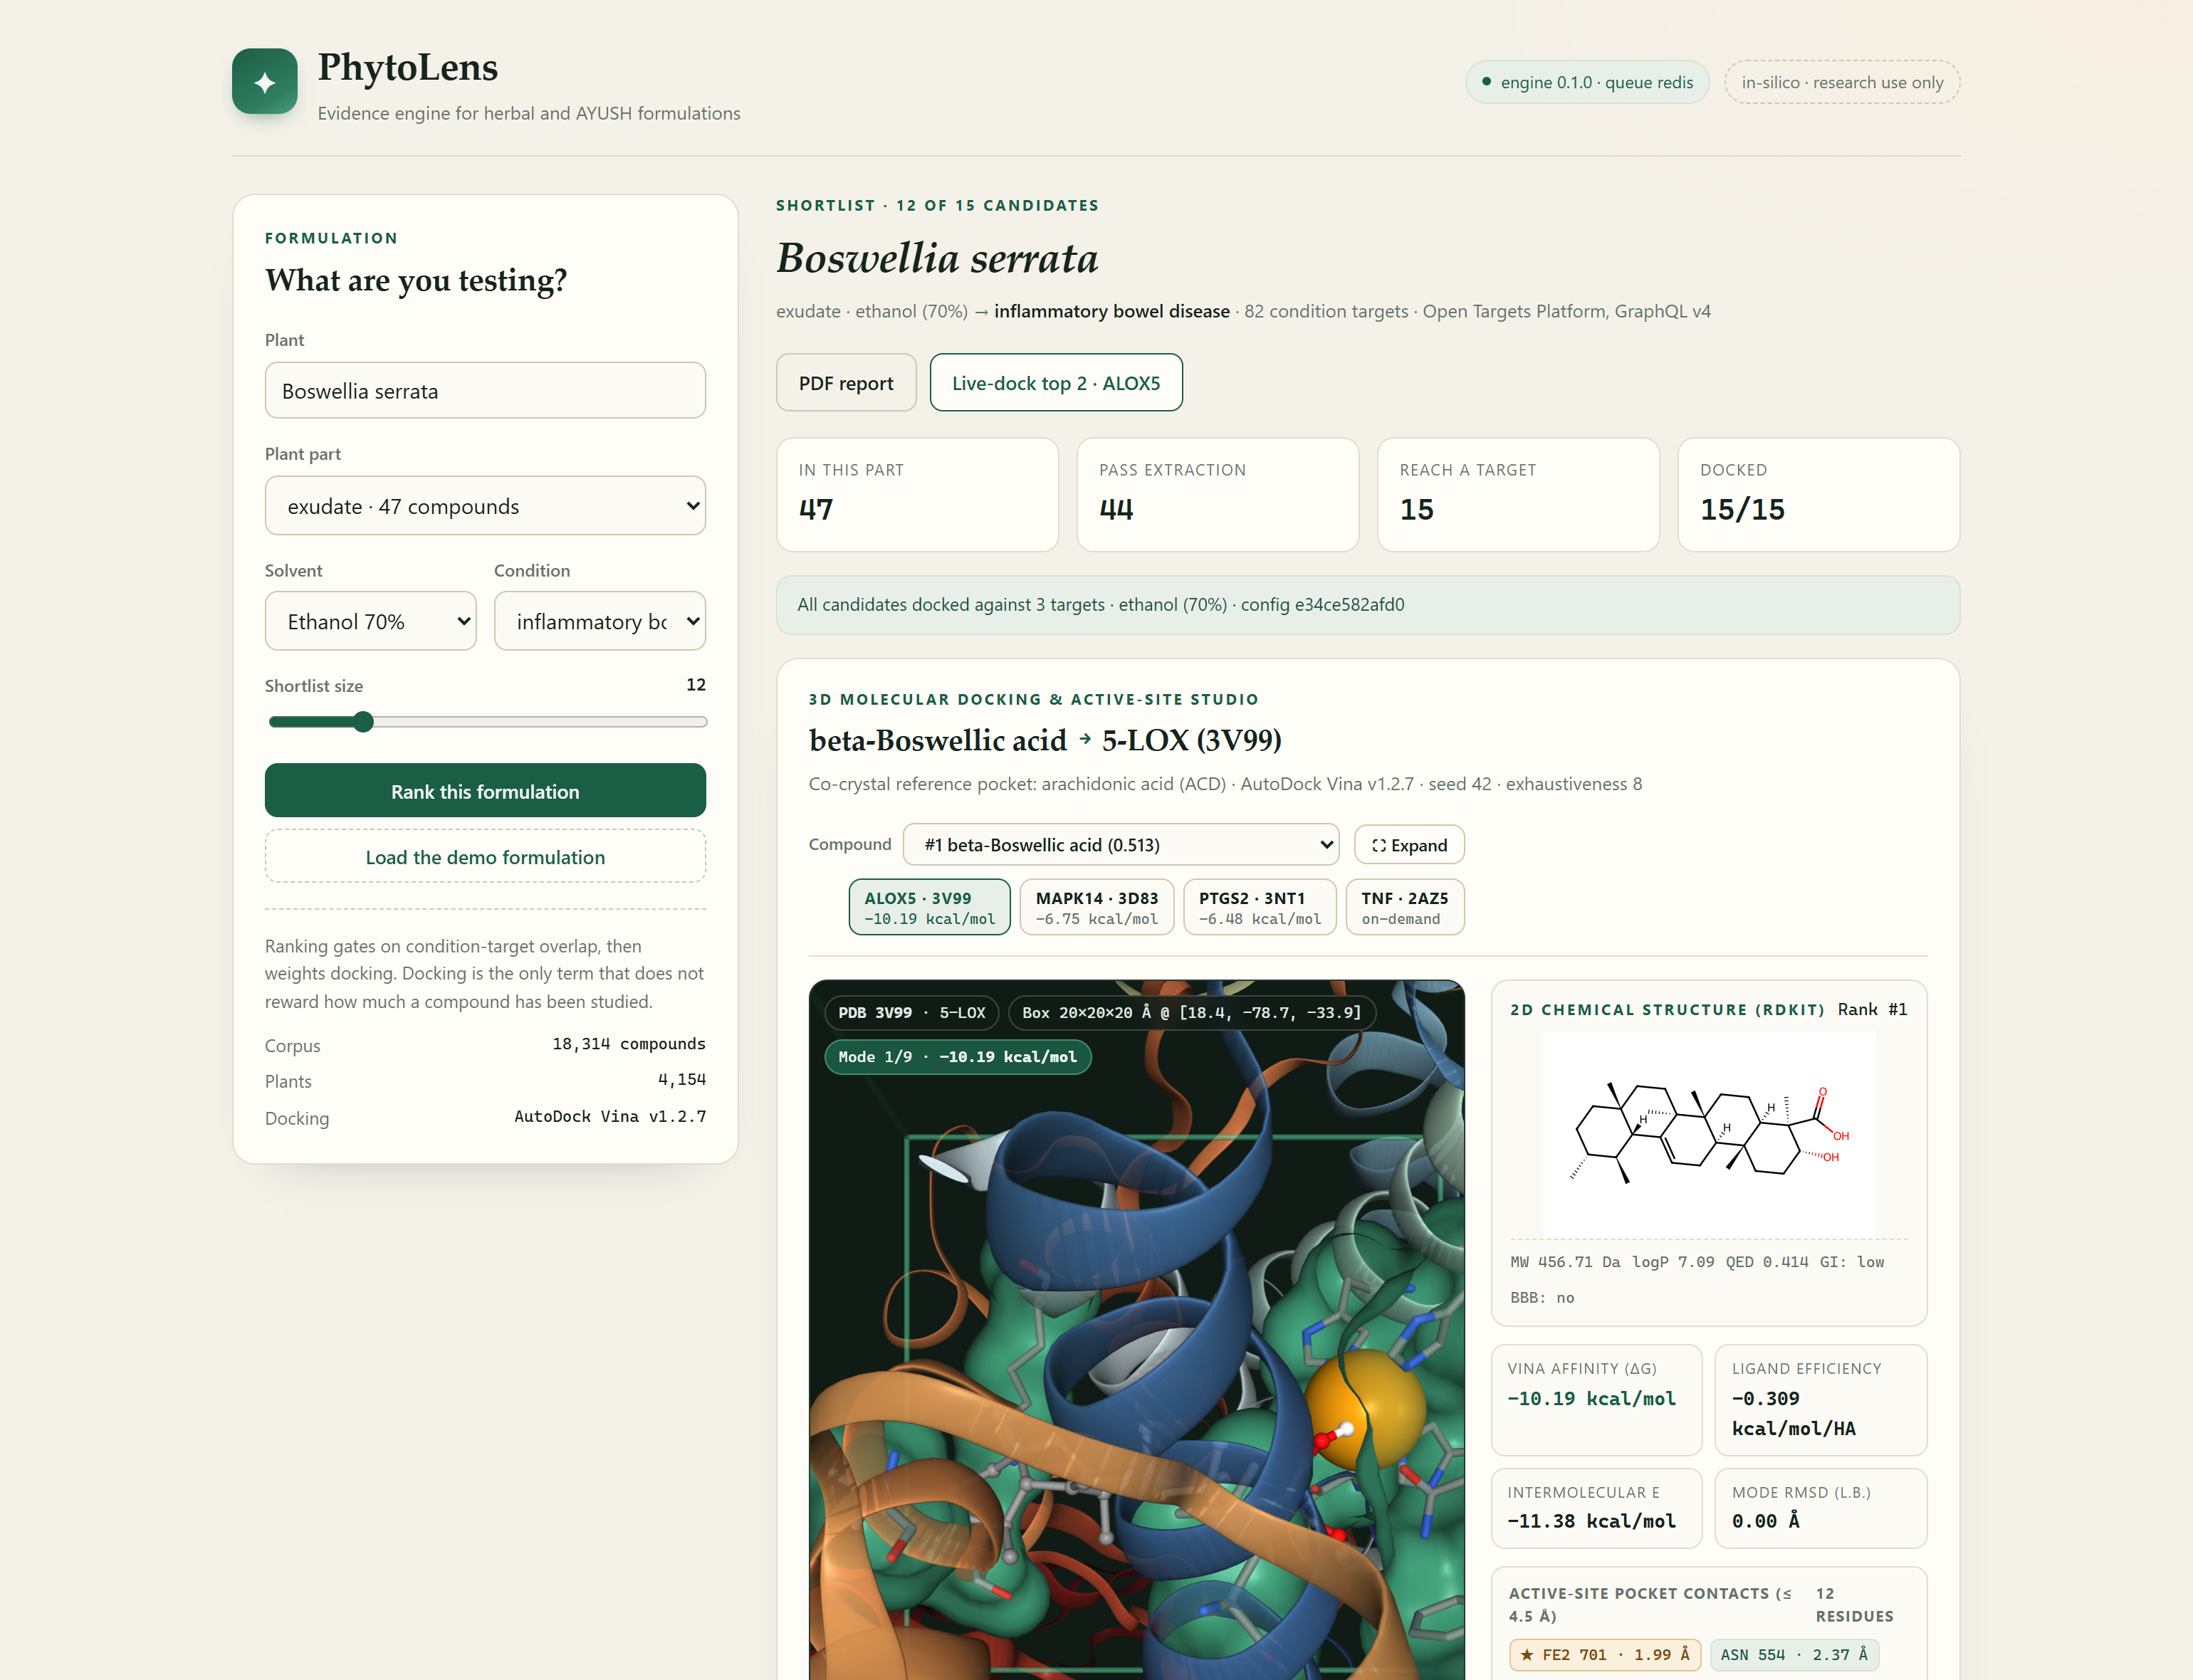 PhytoLens
Evidence engine for herbal and AYUSH formulations
engine 0.1.0 · queue redis
in-silico · research use only
FORMULATION
What are you testing?
Plant
Boswellia serrata
Plant part
exudate · 47 compounds
Solvent
Condition
Ethanol 70%
inflammatory bo
Shortlist size
12
Rank this formulation
Load the demo formulation
Ranking gates on condition-target overlap, then
weights docking. Docking is the only term that does not
reward how much a compound has been studied.
Corpus
18,314 compounds
Plants
4,154
Docking
AutoDock Vina v1.2.7
SHORTLIST · 12 OF 15 CANDIDATES
Boswellia serrata
exudate · ethanol (70%) → inflammatory bowel disease · 82 condition targets · Open Targets Platform, GraphQL v4
PDF report
Live-dock top 2 · ALOX5
IN THIS PART
47
PASS EXTRACTION
44
REACH A TARGET
15
DOCKED
15/15
All candidates docked against 3 targets · ethanol (70%) · config e34ce582afd0
3D MOLECULAR DOCKING & ACTIVE-SITE STUDIO
beta-Boswellic acid → 5-LOX (3V99)
Co-crystal reference pocket: arachidonic acid (ACD) · AutoDock Vina v1.2.7 · seed 42 · exhaustiveness 8
Compound
#1 beta-Boswellic acid (0.513)
Expand
ALOX5 · 3V99
−10.19 kcal/mol
MAPK14 · 3D83
−6.75 kcal/mol
PTGS2 · 3NT1
−6.48 kcal/mol
TNF · 2AZ5
on-demand
PDB 3V99 · 5-LOX
Box 20×20×20 Å @ [18.4, −78.7, −33.9]
Mode 1/9 · −10.19 kcal/mol
2D CHEMICAL STRUCTURE (RDKIT)
Rank #1
O
H
H
H
OH
OH
MW 456.71 Da logP 7.09 QED 0.414 GI: low
BBB: no
VINA AFFINITY (ΔG)
−10.19 kcal/mol
LIGAND EFFICIENCY
−0.309
kcal/mol/HA
INTERMOLECULAR E
−11.38 kcal/mol
MODE RMSD (L.B.)
0.00 Å
ACTIVE-SITE POCKET CONTACTS (≤
4.5 Å)
12
RESIDUES
★ FE2 701 · 1.99 Å
ASN 554 · 2.37 Å